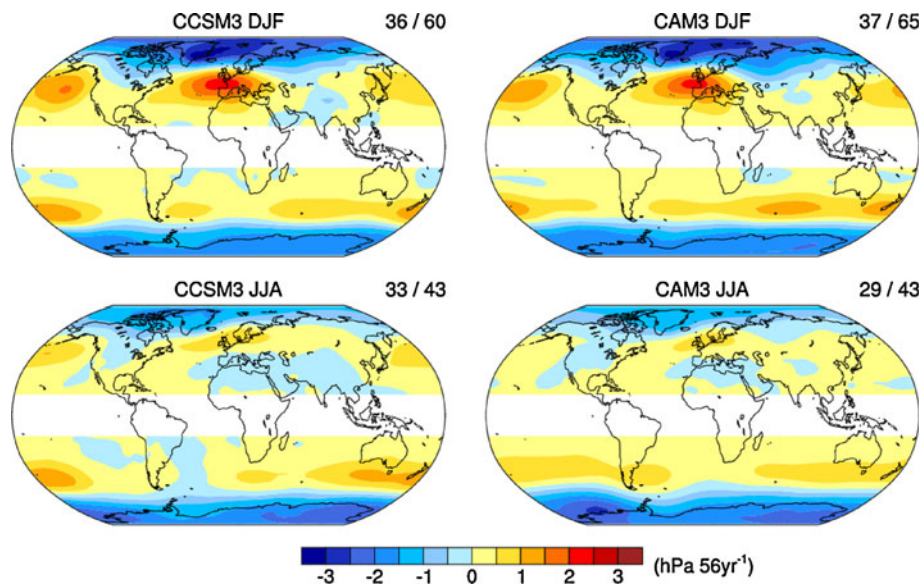 CCSM3 DJF 36 / 60
CAM3 DJF 37 / 65
CCSM3 JJA 33 / 43
CAM3 JJA 29 / 43
-3 -2 -1 0 1 2 3 (hPa 56yr⁻¹)